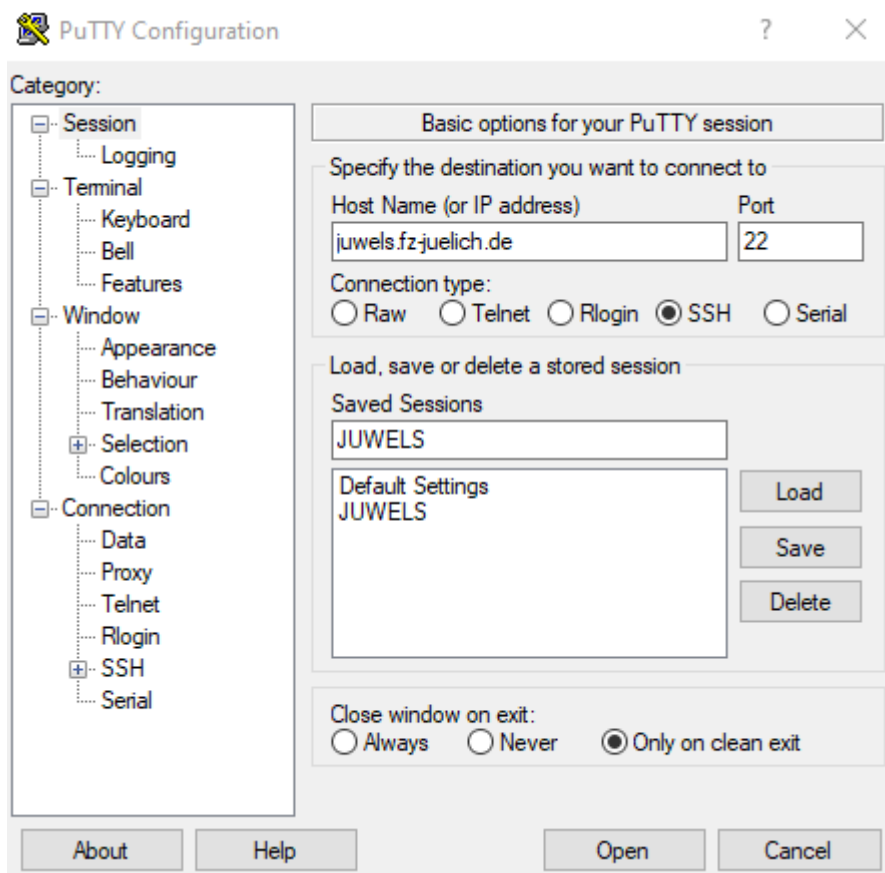 PuTTY Configuration
?
Category:
Session
Logging
Terminal
Keyboard
Bell
Features
Window
Appearance
Behaviour
Translation
Selection
Colours
Connection
Data
Proxy
Telnet
Rlogin
SSH
Serial
Basic options for your PuTTY session
Specify the destination you want to connect to
Host Name (or IP address) Port
juwels.fz-juelich.de 22
Connection type:
Raw Telnet Rlogin SSH Serial
Load, save or delete a stored session
Saved Sessions
JUWELS
Default Settings
JUWELS
Load
Save
Delete
Close window on exit:
Always Never Only on clean exit
About Help Open Cancel